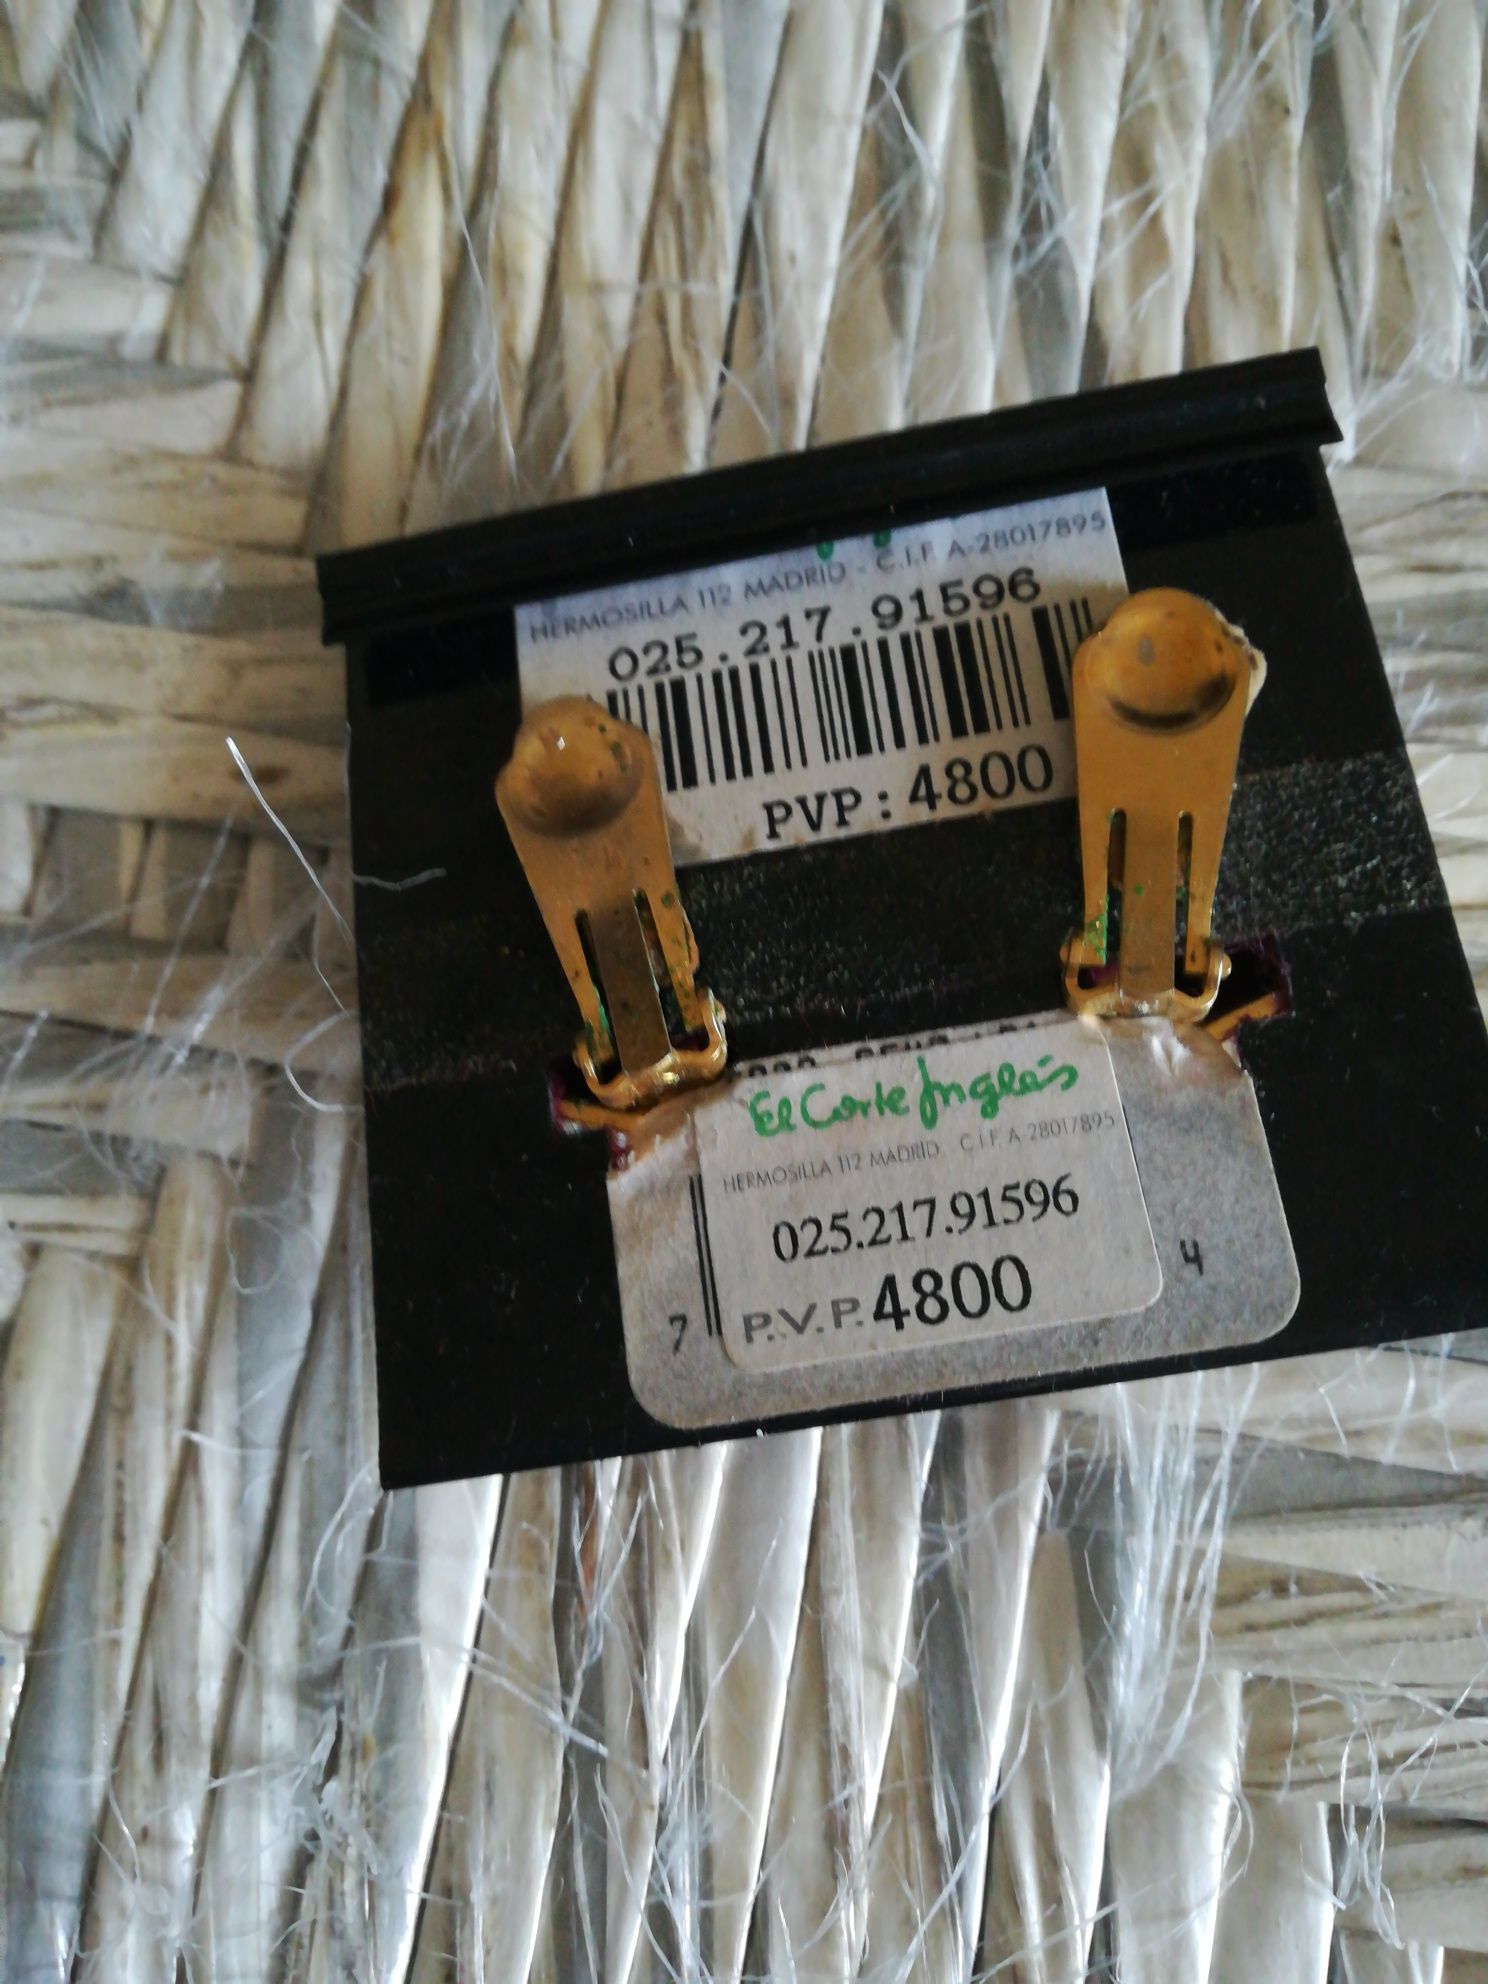 HERMOSILLA 112 MADRID - C.I.F. A-28017895
025.217.91596
PVP: 4800
El Corte Inglés
HERMOSILLA 112 MADRID C.I.F. A-28017895
025.217.91596
P.V.P. 4800
7
4